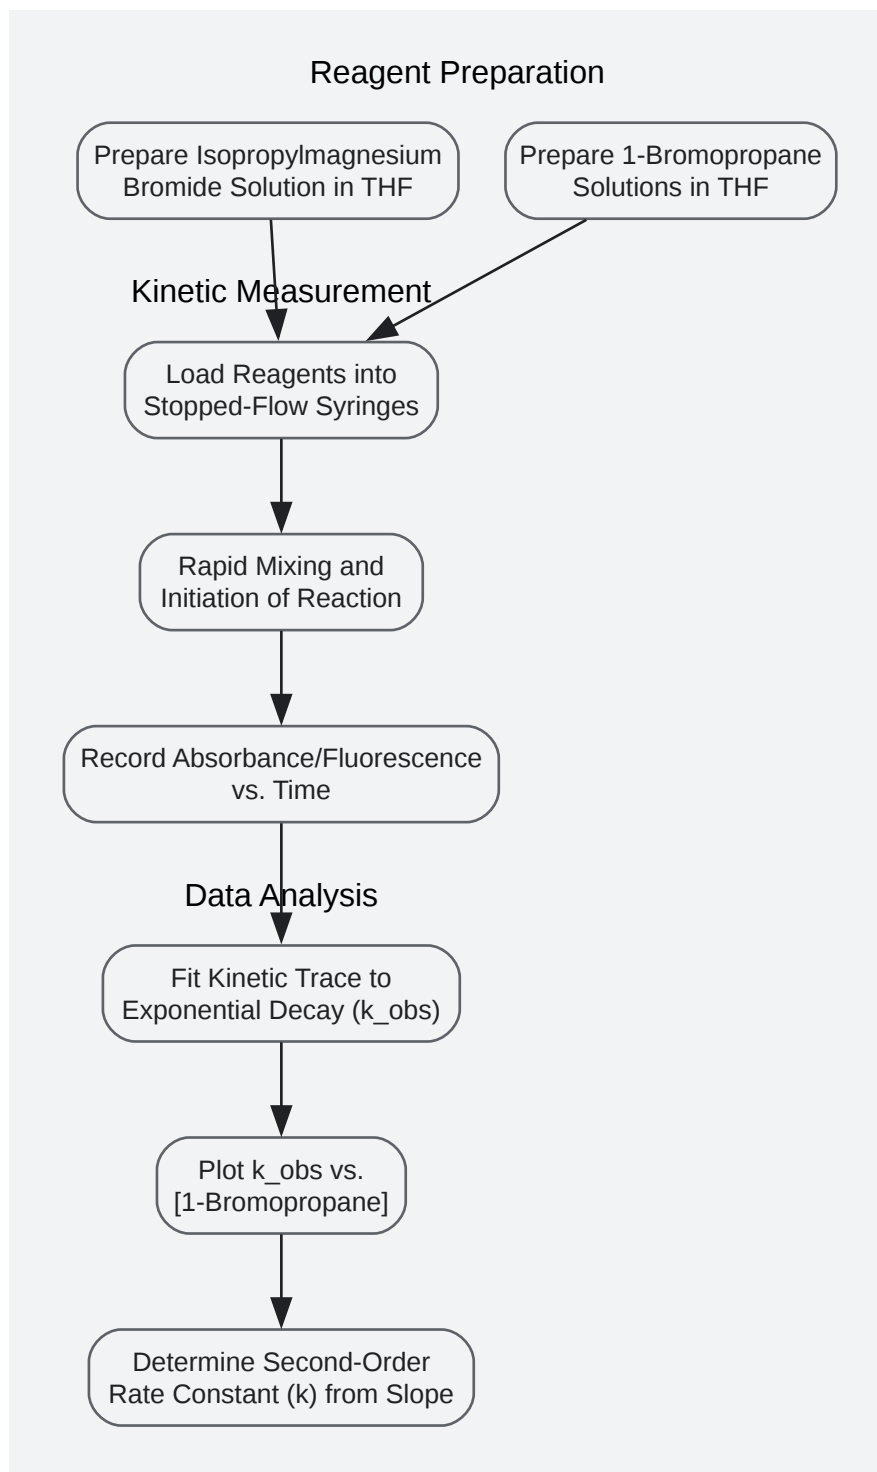 Reagent Preparation
Prepare Isopropylmagnesium
Bromide Solution in THF
Prepare 1-Bromopropane
Solutions in THF
Kinetic Measurement
Load Reagents into
Stopped-Flow Syringes
Rapid Mixing and
Initiation of Reaction
Record Absorbance/Fluorescence
vs. Time
Data Analysis
Fit Kinetic Trace to
Exponential Decay (k_obs)
Plot k_obs vs.
[1-Bromopropane]
Determine Second-Order
Rate Constant (k) from Slope